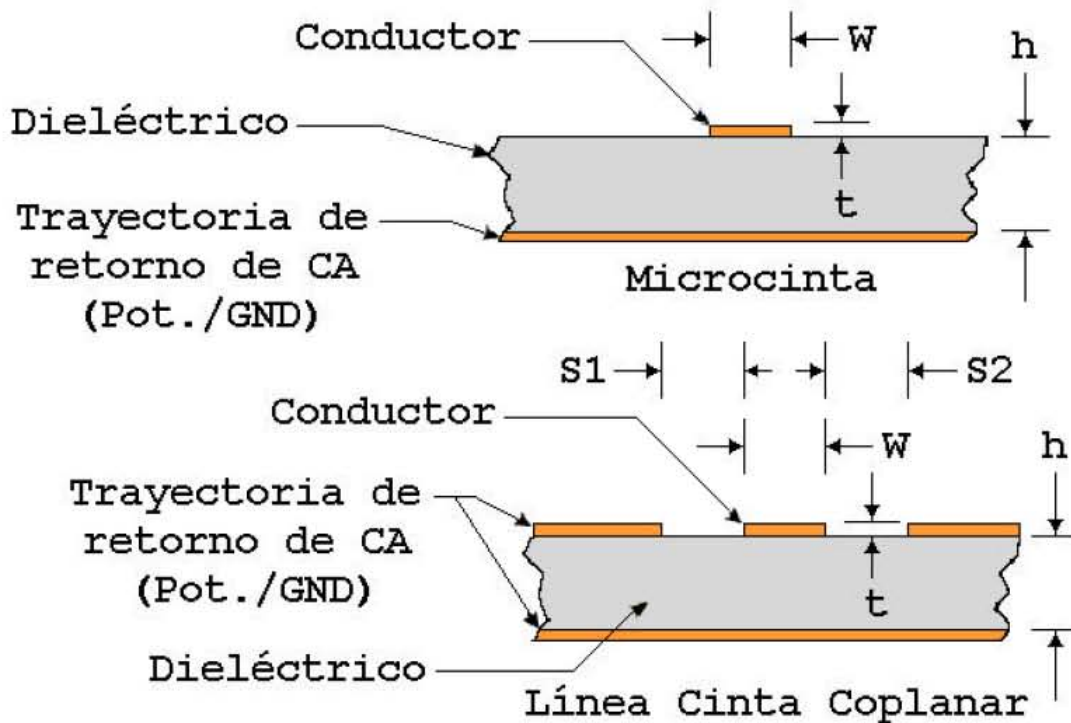 Conductor
W
h
Dieléctrico
t
Trayectoria de
retorno de CA
(Pot./GND)
Microcinta
S1
S2
Conductor
W
h
Trayectoria de
retorno de CA
(Pot./GND)
t
Dieléctrico
Línea Cinta Coplanar